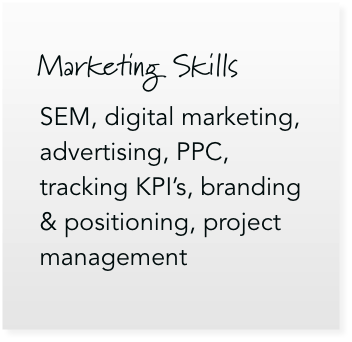 Marketing Skills
SEM, digital marketing,
advertising, PPC,
tracking KPI’s, branding
& positioning, project
management